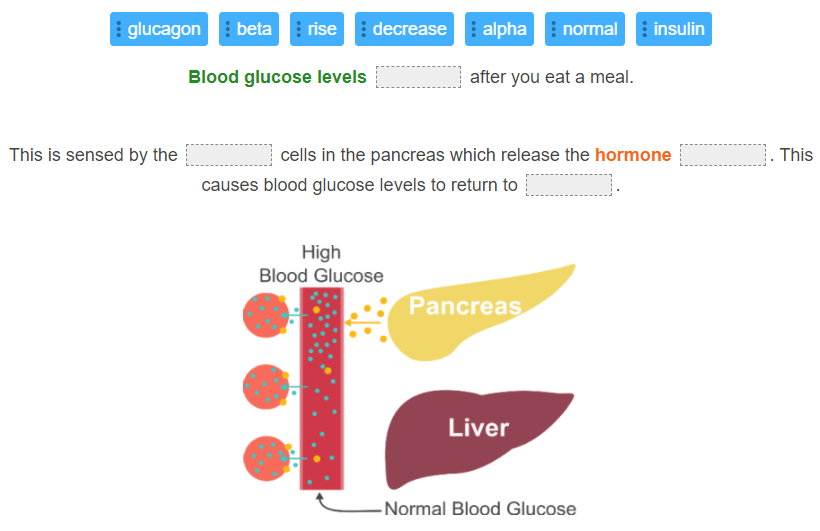 glucagon beta rise decrease alpha normal insulin
Blood glucose levels after you eat a meal.
This is sensed by the cells in the pancreas which release the hormone . This
causes blood glucose levels to return to .
High
Blood Glucose
Pancreas
Liver
Normal Blood Glucose